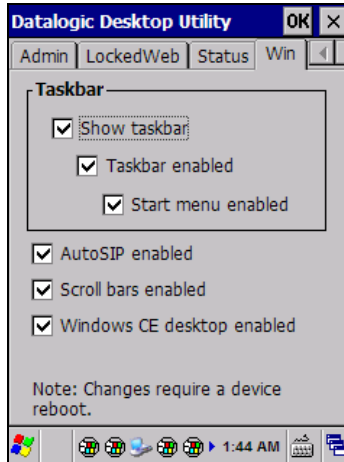 Datalogic Desktop Utility OK
Admin LockedWeb Status Win
Taskbar
Show taskbar
Taskbar enabled
Start menu enabled
AutoSIP enabled
Scroll bars enabled
Windows CE desktop enabled
Note: Changes require a device
reboot.
1:44 AM